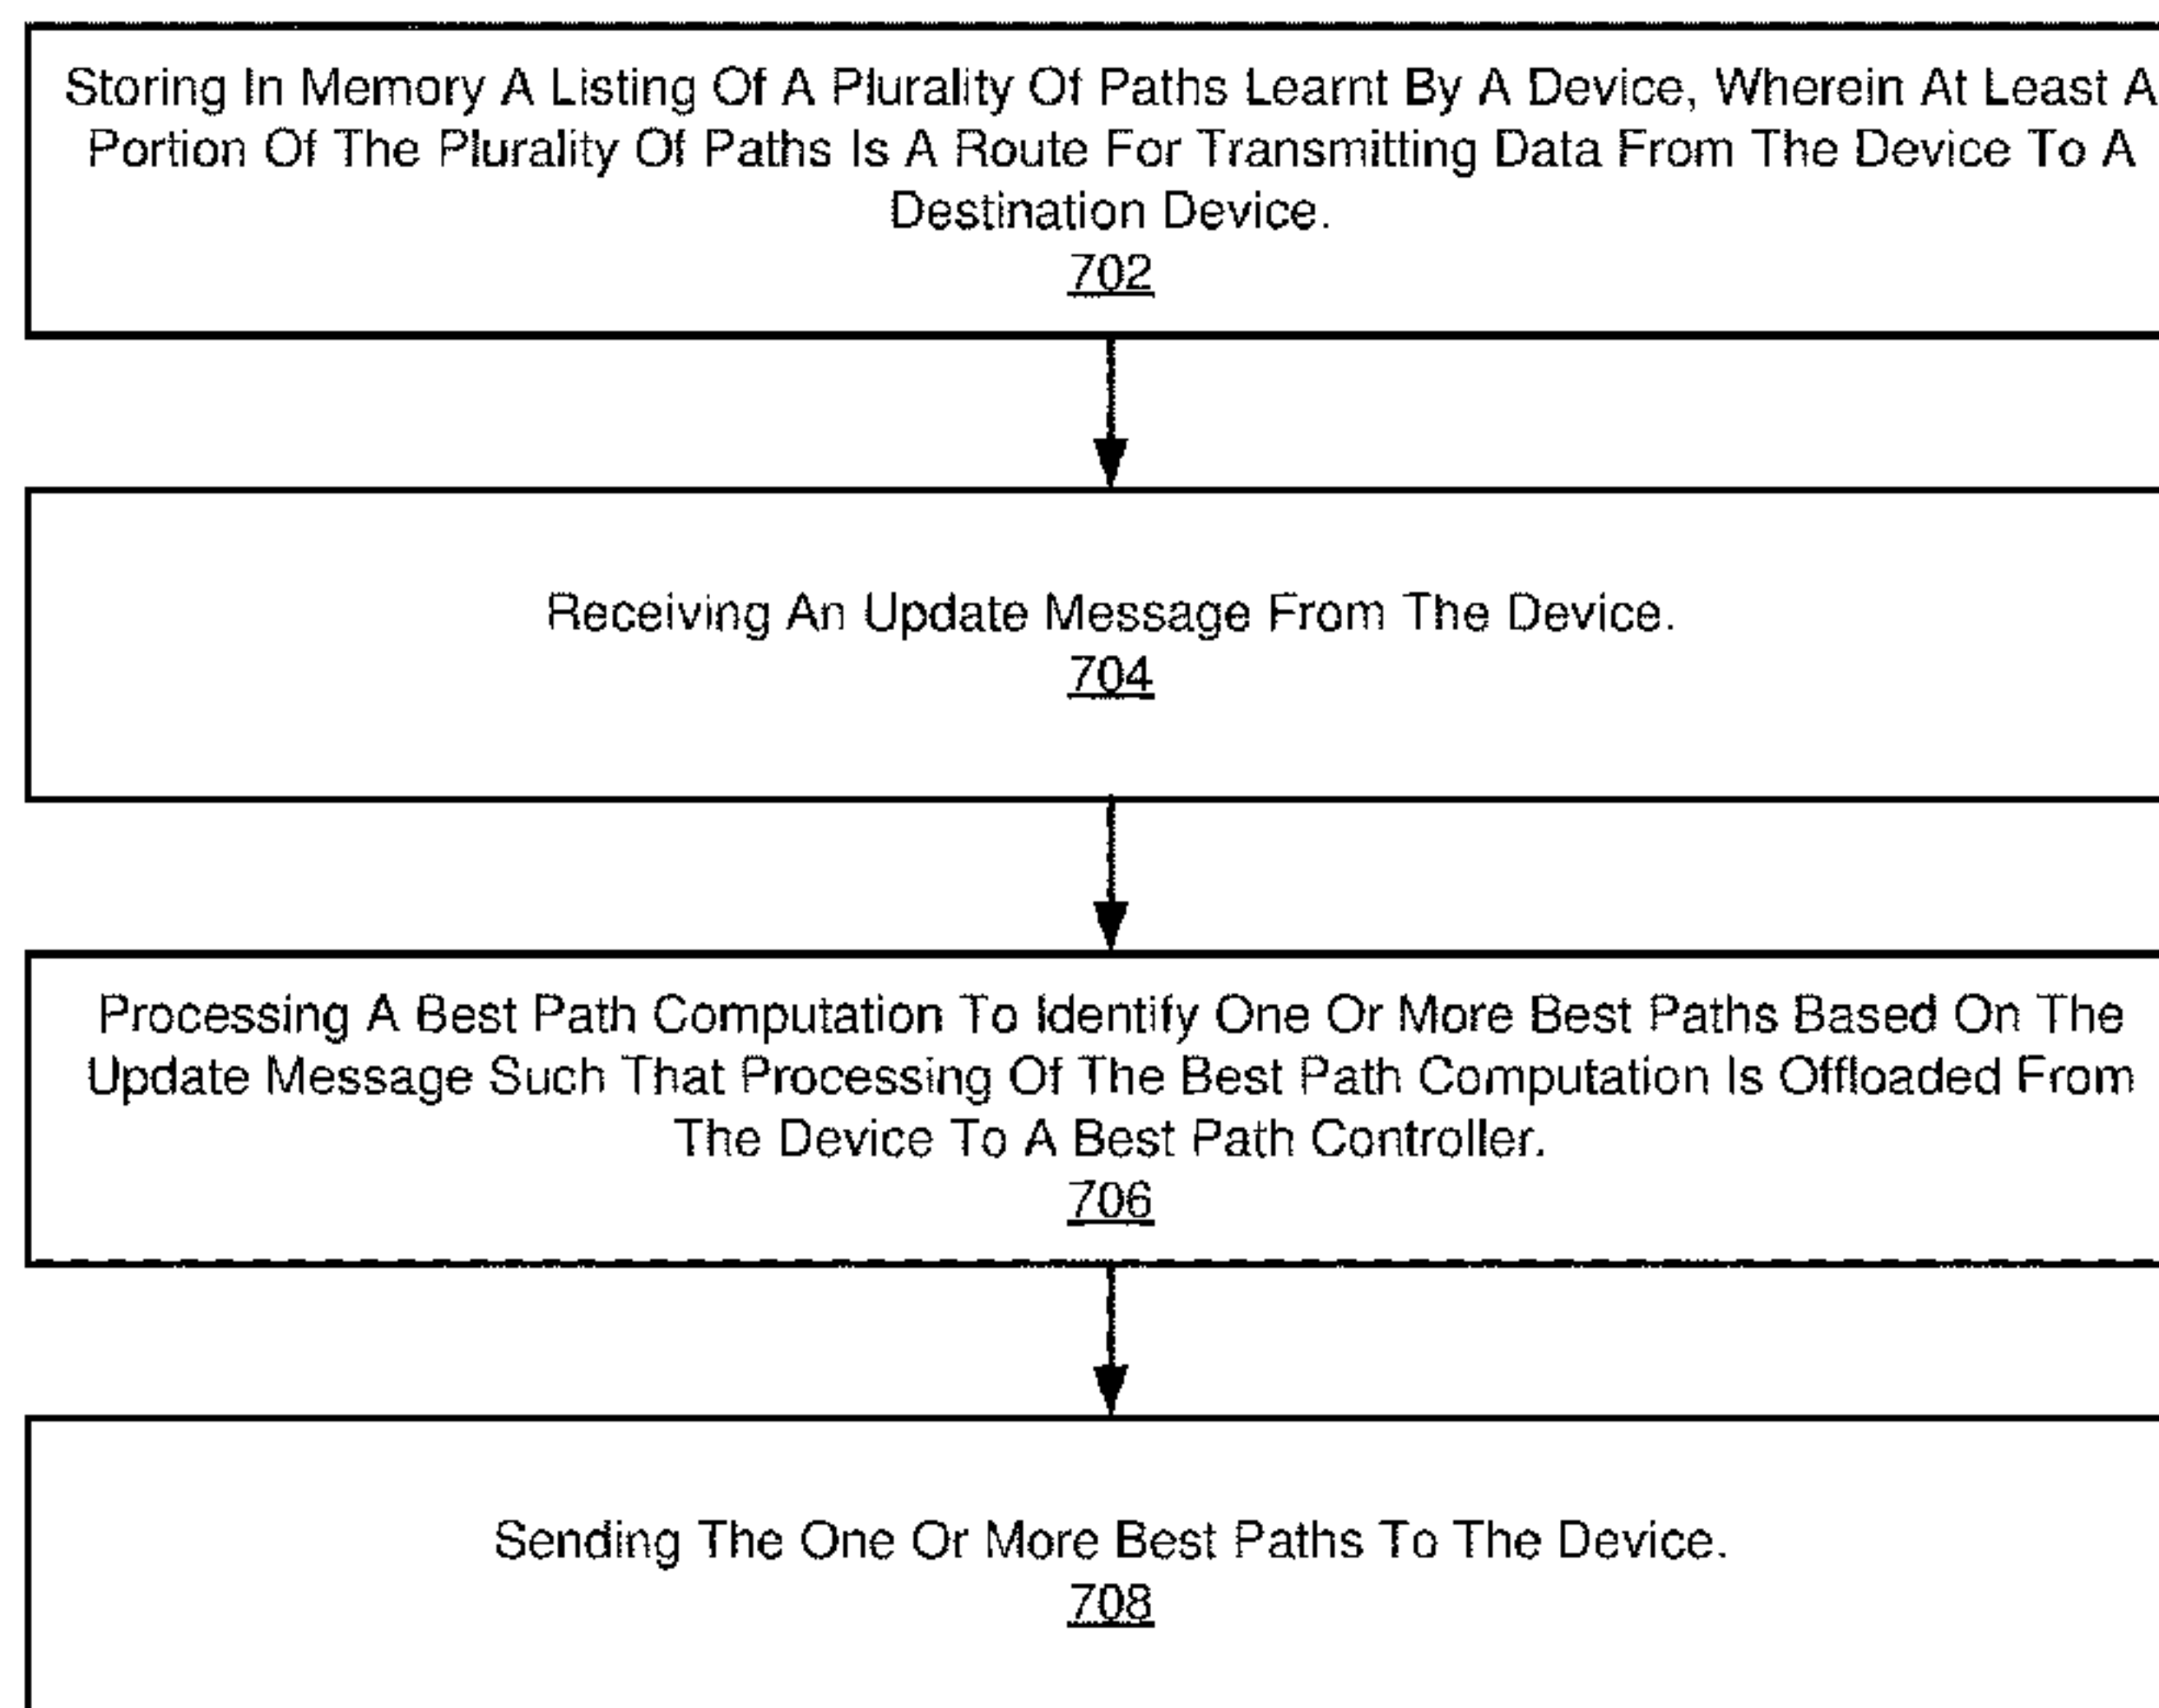 Storing In Memory A Listing Of A Plurality Of Paths Learnt By A Device, Wherein At Least A
Portion Of The Plurality Of Paths Is A Route For Transmitting Data From The Device To A
Destination Device.
702
Receiving An Update Message From The Device.
704
Processing A Best Path Computation To Identify One Or More Best Paths Based On The
Update Message Such That Processing Of The Best Path Computation Is Offloaded From
The Device To A Best Path Controller.
706
Sending The One Or More Best Paths To The Device.
708